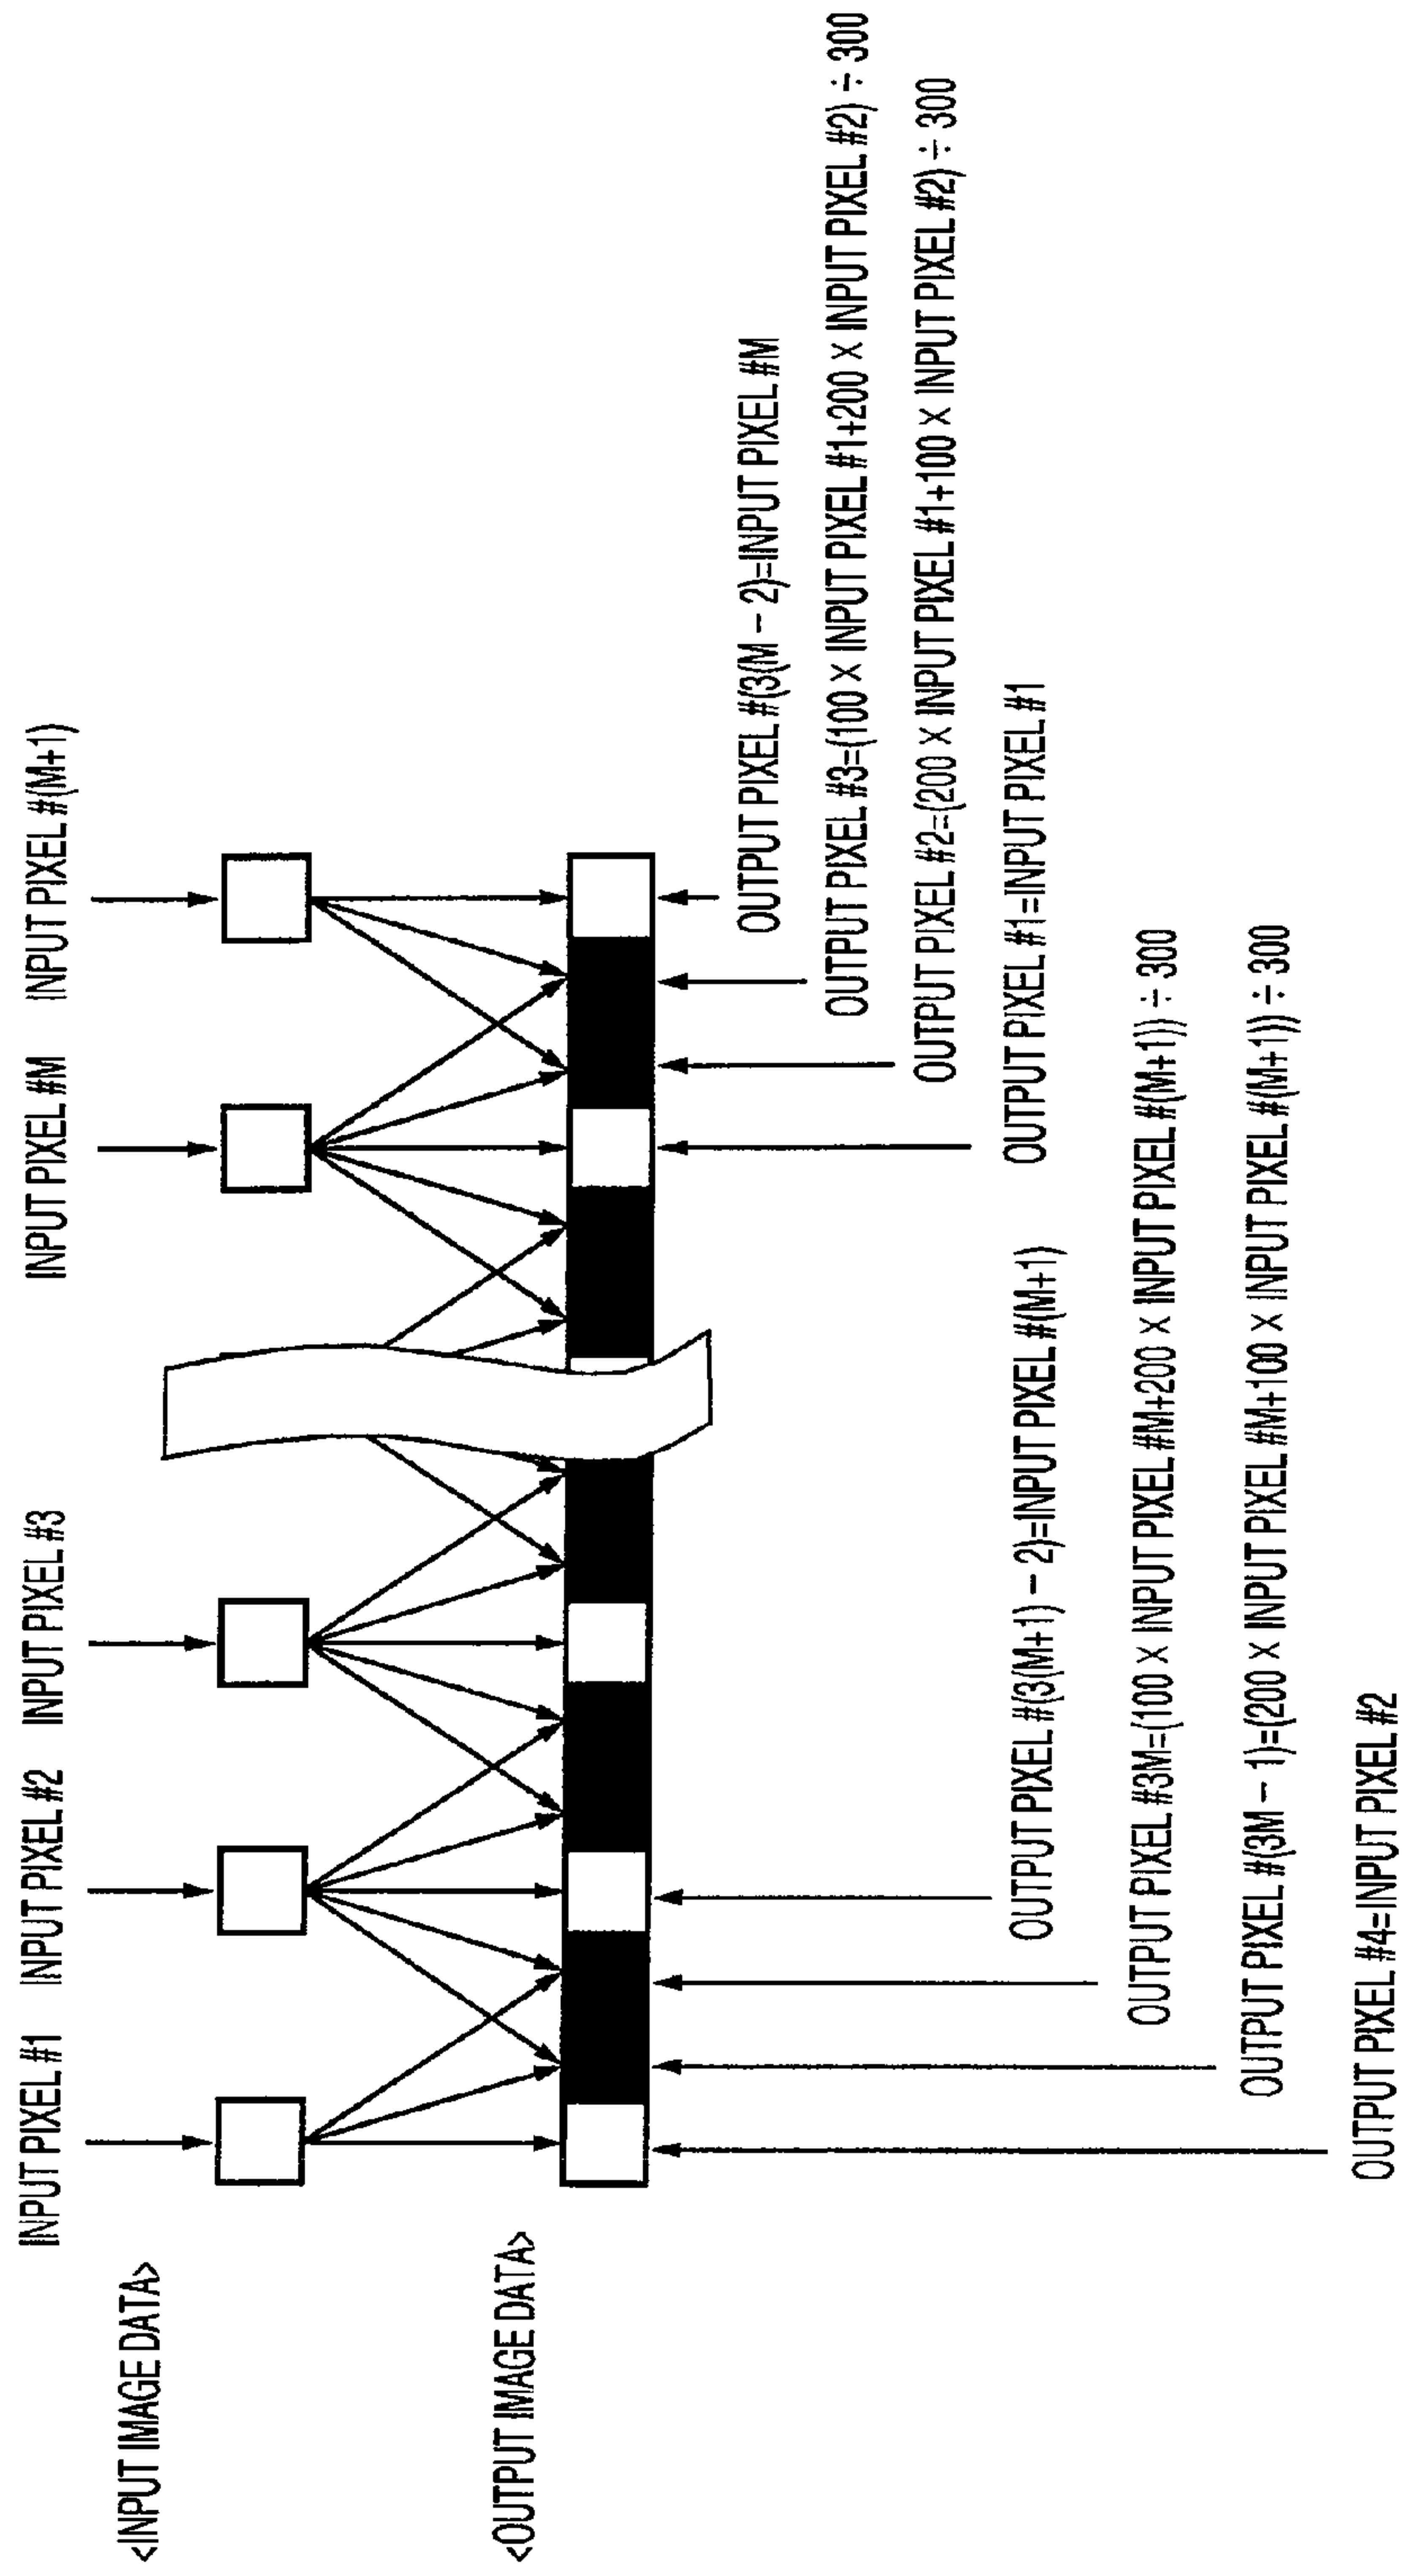 INPUT PIXEL #1
INPUT PIXEL #2
INPUT PIXEL #3
INPUT PIXEL #M
INPUT PIXEL #(M+1)
<INPUT IMAGE DATA>
<OUTPUT IMAGE DATA>
OUTPUT PIXEL #(3(M − 2)=INPUT PIXEL #M
OUTPUT PIXEL #3=(100 × INPUT PIXEL #1+200 × INPUT PIXEL #2) ÷ 300
OUTPUT PIXEL #2=(200 × INPUT PIXEL #1+100 × INPUT PIXEL #2) ÷ 300
OUTPUT PIXEL #1=INPUT PIXEL #1
OUTPUT PIXEL #(3(M+1) − 2)=INPUT PIXEL #(M+1)
OUTPUT PIXEL #3M=(100 × INPUT PIXEL #M+200 × INPUT PIXEL #(M+1)) ÷ 300
OUTPUT PIXEL #(3M − 1)=(200 × INPUT PIXEL #M+100 × INPUT PIXEL #(M+1)) ÷ 300
OUTPUT PIXEL #4=INPUT PIXEL #2